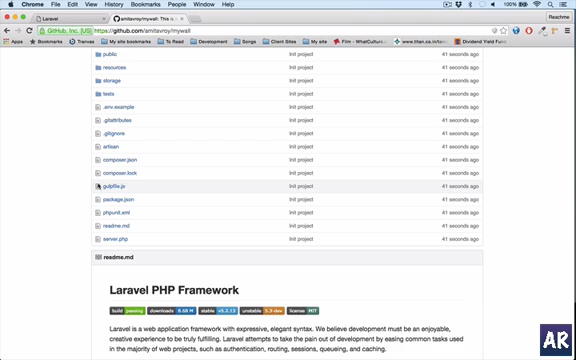 Chrome File Edit View History Bookmarks People Window Help 100% AR
Laravel amitavroy/mywall: This is Reachme
GitHub, Inc. [US] https://github.com/amitavroy/mywall
Apps Bookmarks Tranvas My site bookmarks To Read Development Songs Client Sites My site Film - WhatCulture www.titan.co.in/tan Dividend Yield Fund
public Init project 41 seconds ago
resources Init project 41 seconds ago
storage Init project 41 seconds ago
tests Init project 41 seconds ago
.env.example Init project 41 seconds ago
.gitattributes Init project 41 seconds ago
.gitignore Init project 41 seconds ago
artisan Init project 41 seconds ago
composer.json Init project 41 seconds ago
composer.lock Init project 41 seconds ago
gulpfile.js Init project 41 seconds ago
package.json Init project 41 seconds ago
phpunit.xml Init project 41 seconds ago
readme.md Init project 41 seconds ago
server.php Init project 41 seconds ago
readme.md
Laravel PHP Framework
build passing downloads 8.68 M stable v5.2.13 unstable 5.3-dev license MIT
Laravel is a web application framework with expressive, elegant syntax. We believe development must be an enjoyable,
creative experience to be truly fulfilling. Laravel attempts to take the pain out of development by easing common tasks used
in the majority of web projects, such as authentication, routing, sessions, queueing, and caching.
AR